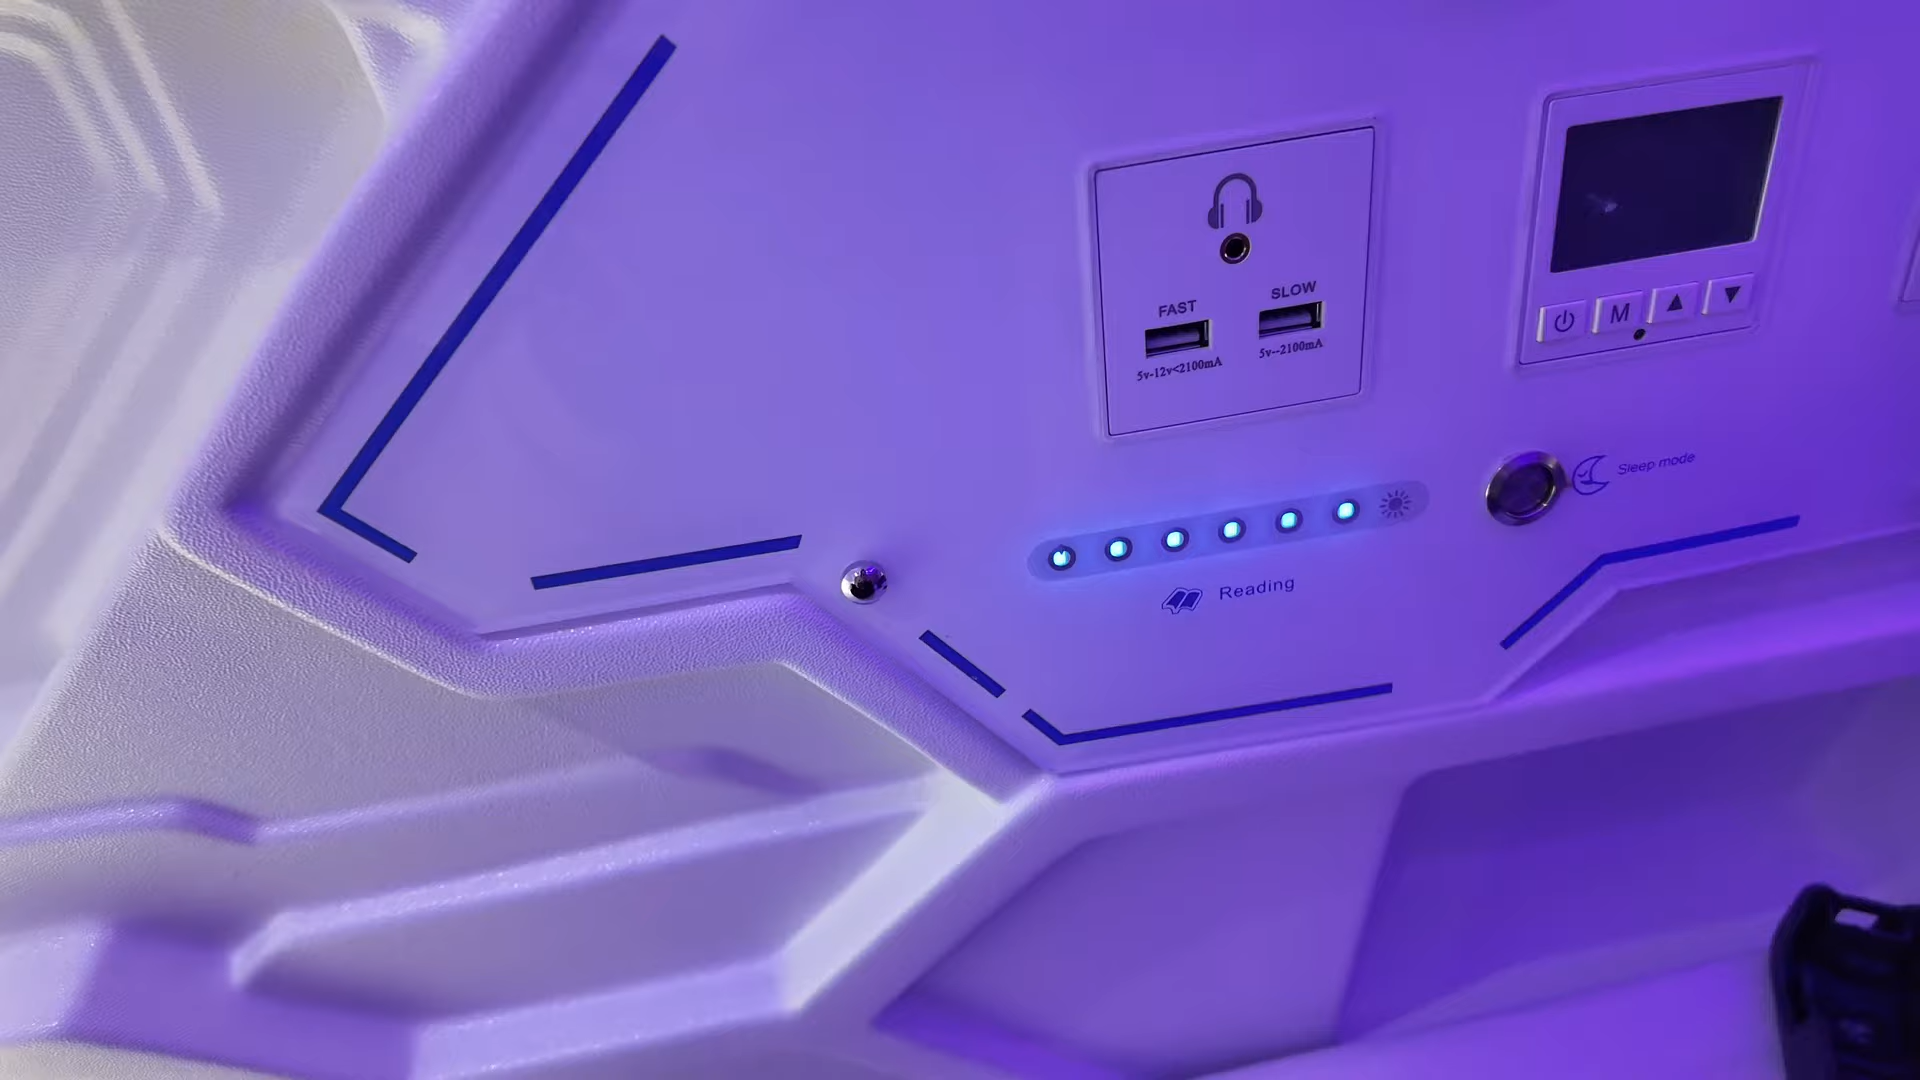 FAST
SLOW
5v-12v<2100mA
5v--2100mA
M
Sleep mode
Reading